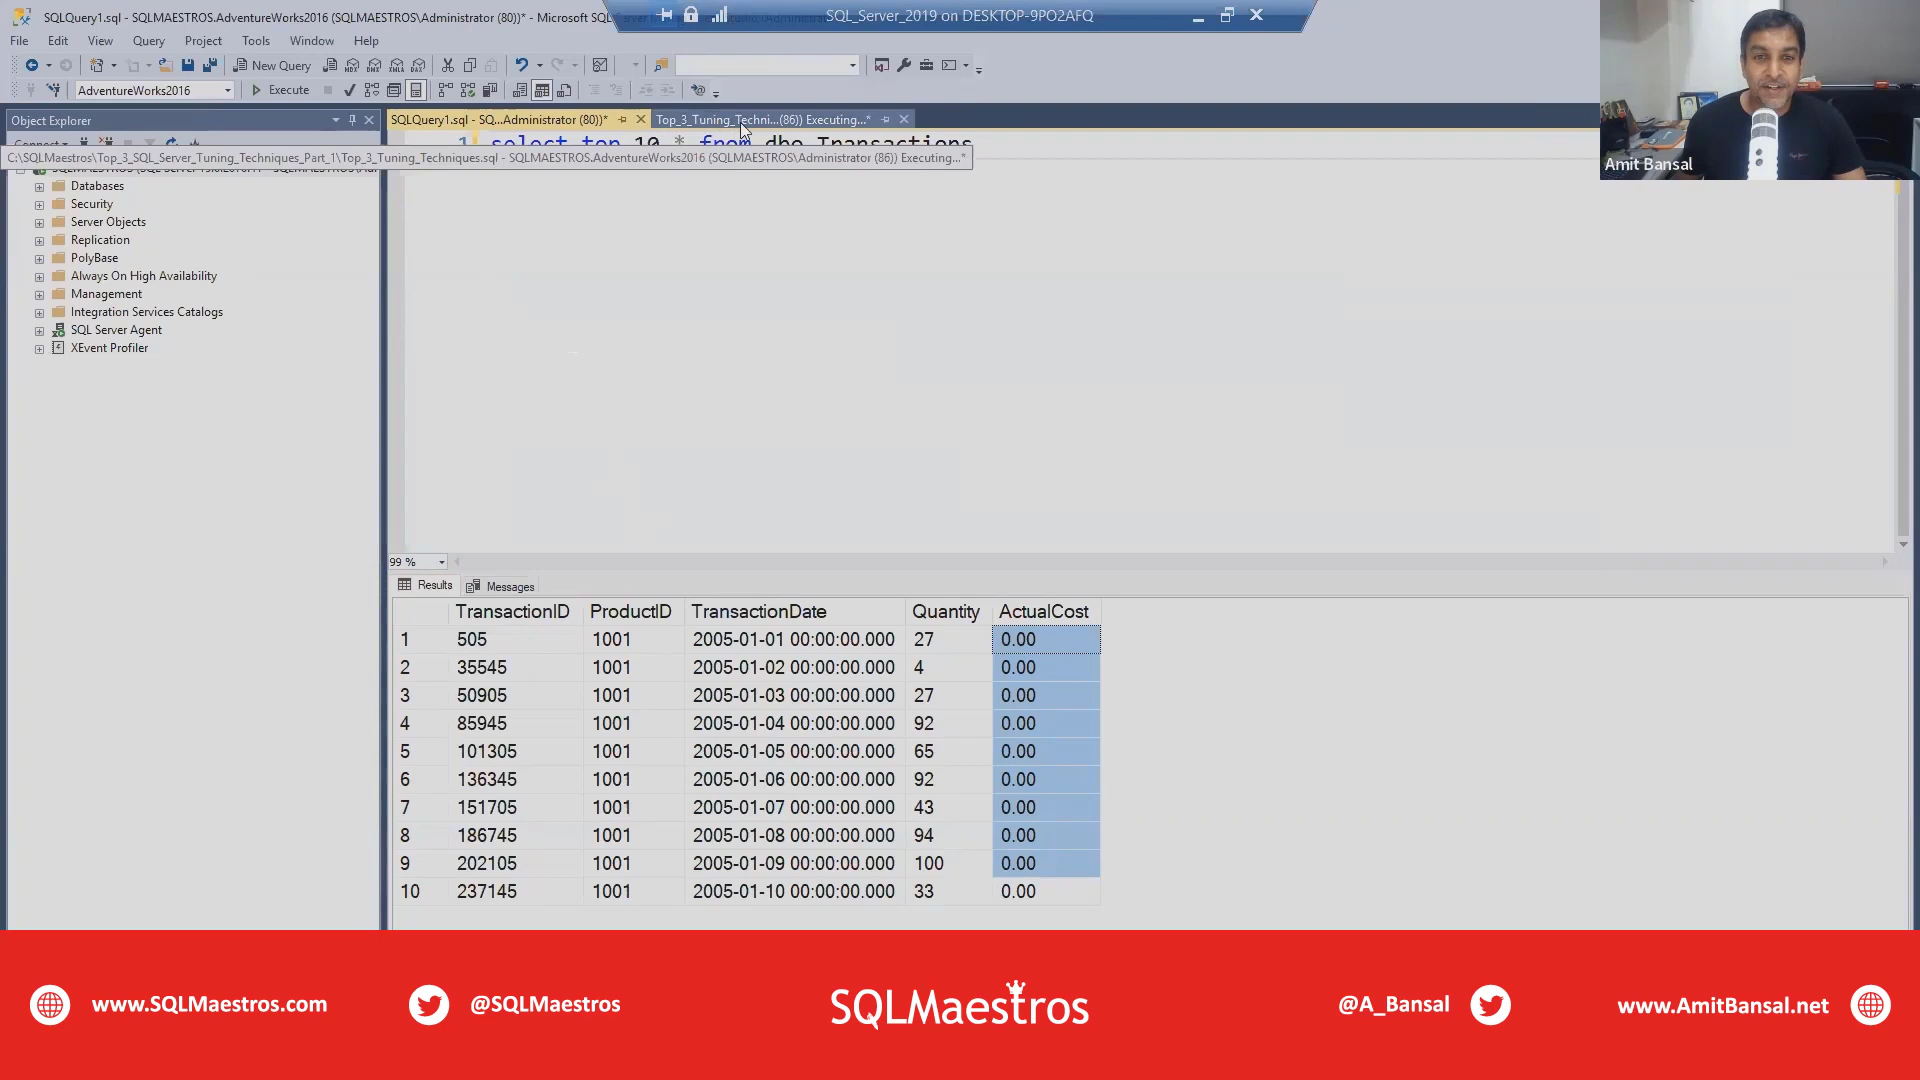 SQLQuery1.sql - SQLMAESTROS.AdventureWorks2016 (SQLMAESTROS\Administrator (80))* - Microsoft SQL
SQL_Server_2019 on DESKTOP-9PO2AFQ
File Edit View Query Project Tools Window Help
New Query
MDX DMX XMLA DAX
AdventureWorks2016
Execute
Object Explorer
SQLQuery1.sql - SQ...Administrator (80))*
Top_3_Tuning_Techni...(86)) Executing...*
Amit Bansal
1 select top 10 * from dbo.Transactions
C:\SQLMaestros\Top_3_SQL_Server_Tuning_Techniques_Part_1\Top_3_Tuning_Techniques.sql - SQLMAESTROS.AdventureWorks2016 (SQLMAESTROS\Administrator (86)) Executing...*
Databases
Security
Server Objects
Replication
PolyBase
Always On High Availability
Management
Integration Services Catalogs
SQL Server Agent
XEvent Profiler
99 %
Results Messages
TransactionID ProductID TransactionDate Quantity ActualCost
1 505 1001 2005-01-01 00:00:00.000 27 0.00
2 35545 1001 2005-01-02 00:00:00.000 4 0.00
3 50905 1001 2005-01-03 00:00:00.000 27 0.00
4 85945 1001 2005-01-04 00:00:00.000 92 0.00
5 101305 1001 2005-01-05 00:00:00.000 65 0.00
6 136345 1001 2005-01-06 00:00:00.000 92 0.00
7 151705 1001 2005-01-07 00:00:00.000 43 0.00
8 186745 1001 2005-01-08 00:00:00.000 94 0.00
9 202105 1001 2005-01-09 00:00:00.000 100 0.00
10 237145 1001 2005-01-10 00:00:00.000 33 0.00
www.SQLMaestros.com
@SQLMaestros
SQLMaestros
@A_Bansal
www.AmitBansal.net